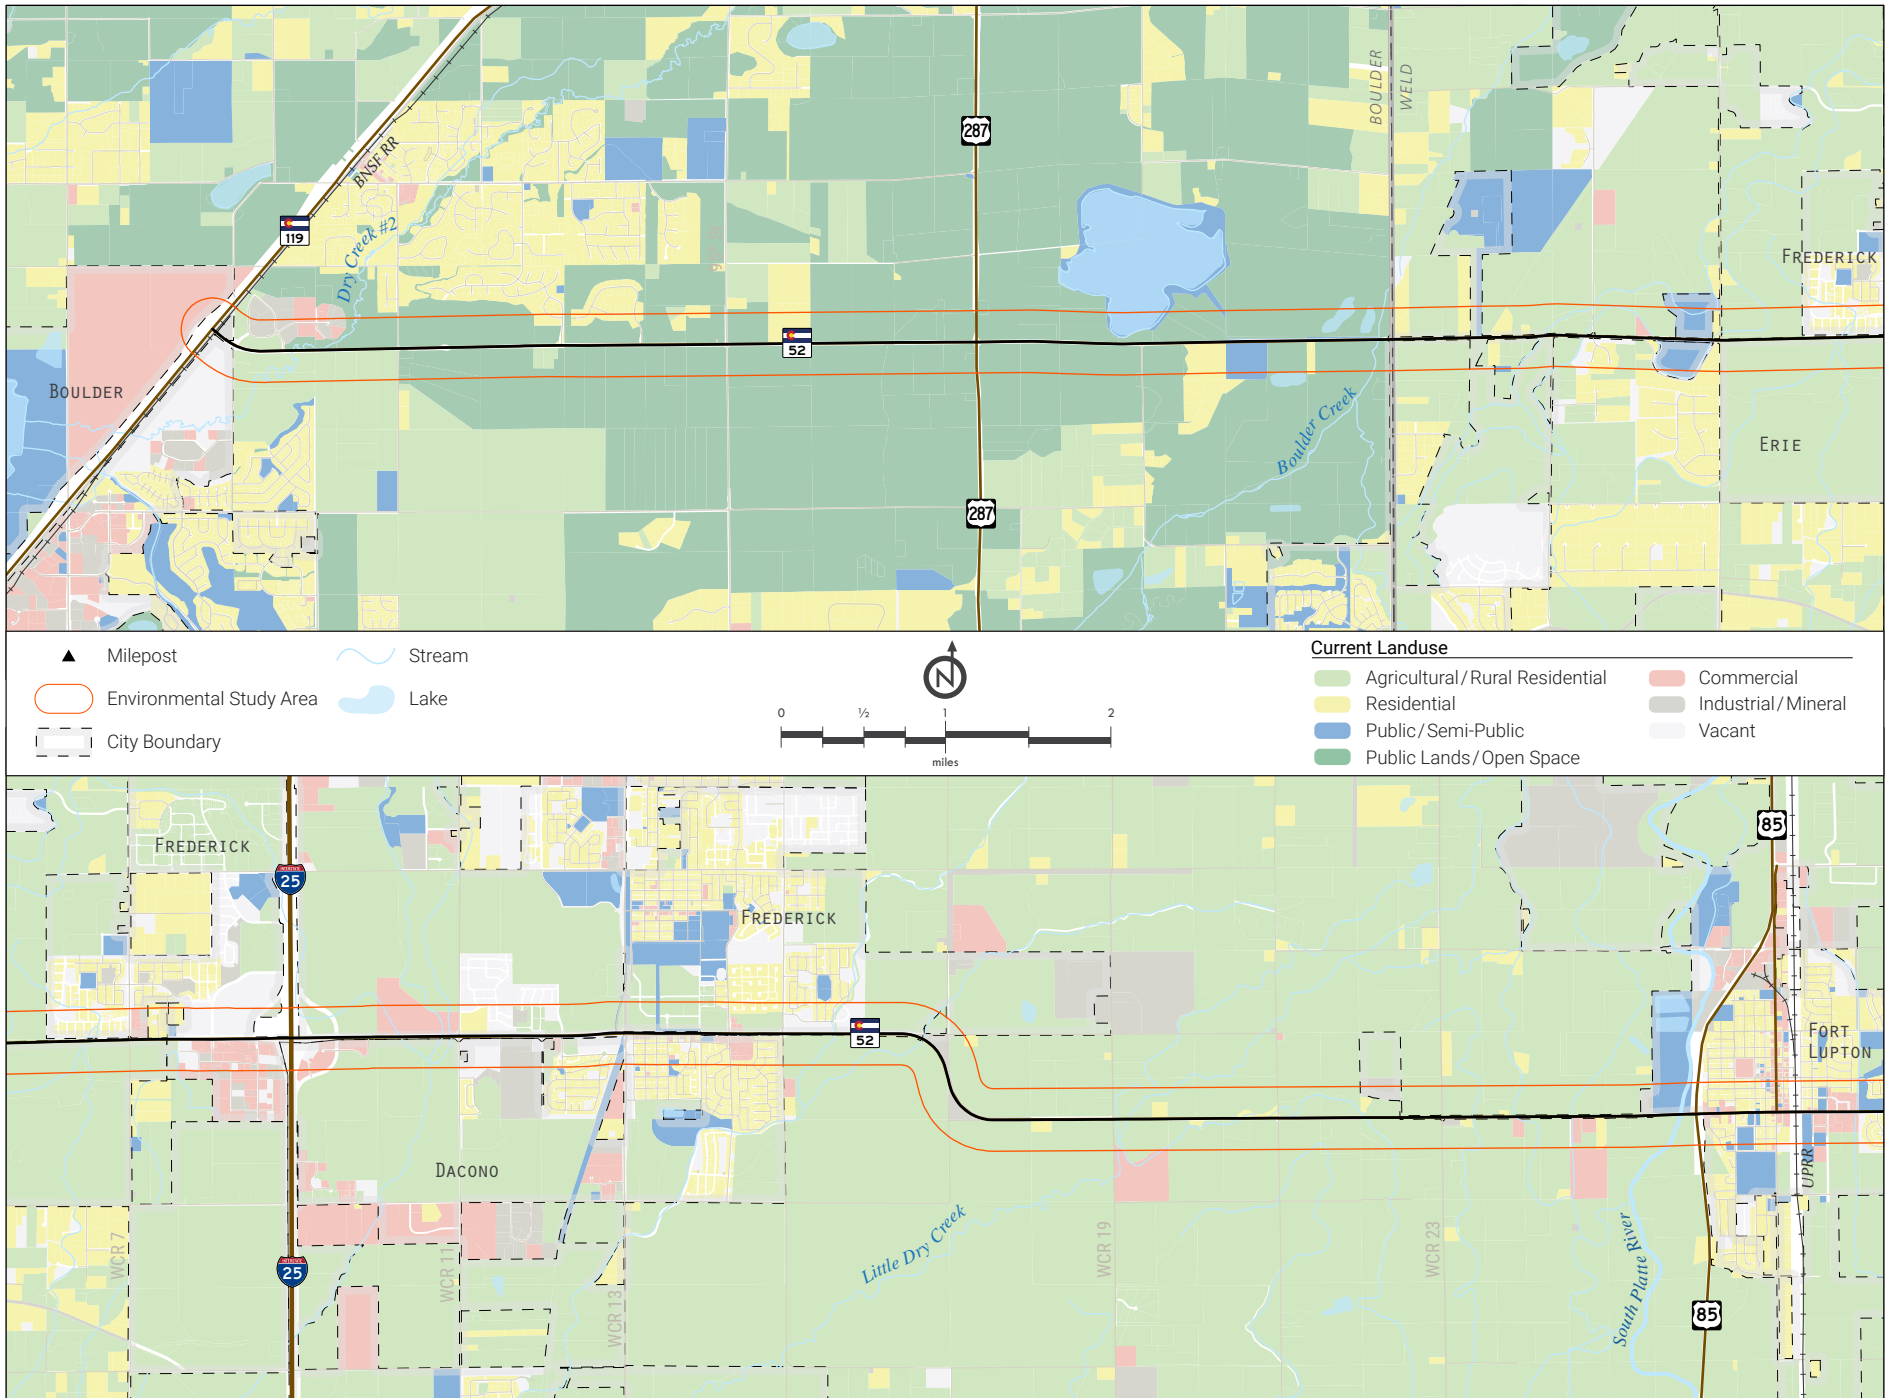 287
BOULDER
WELD
BNSF RR
119
Dry Creek #2
FREDERICK
52
BOULDER
Boulder Creek
ERIE
287
Milepost
Stream
Environmental Study Area
Lake
City Boundary
N
0 ½ 1 2
miles
Current Landuse
Agricultural/Rural Residential
Commercial
Residential
Industrial/Mineral
Public/Semi-Public
Vacant
Public Lands/Open Space
85
FREDERICK
INTERSTATE
25
FREDERICK
52
FORT
LUPTON
DACONO
UPRR
WCR 7
WCR 11
WCR 13
Little Dry Creek
WCR 19
WCR 23
South Platte River
INTERSTATE
25
85